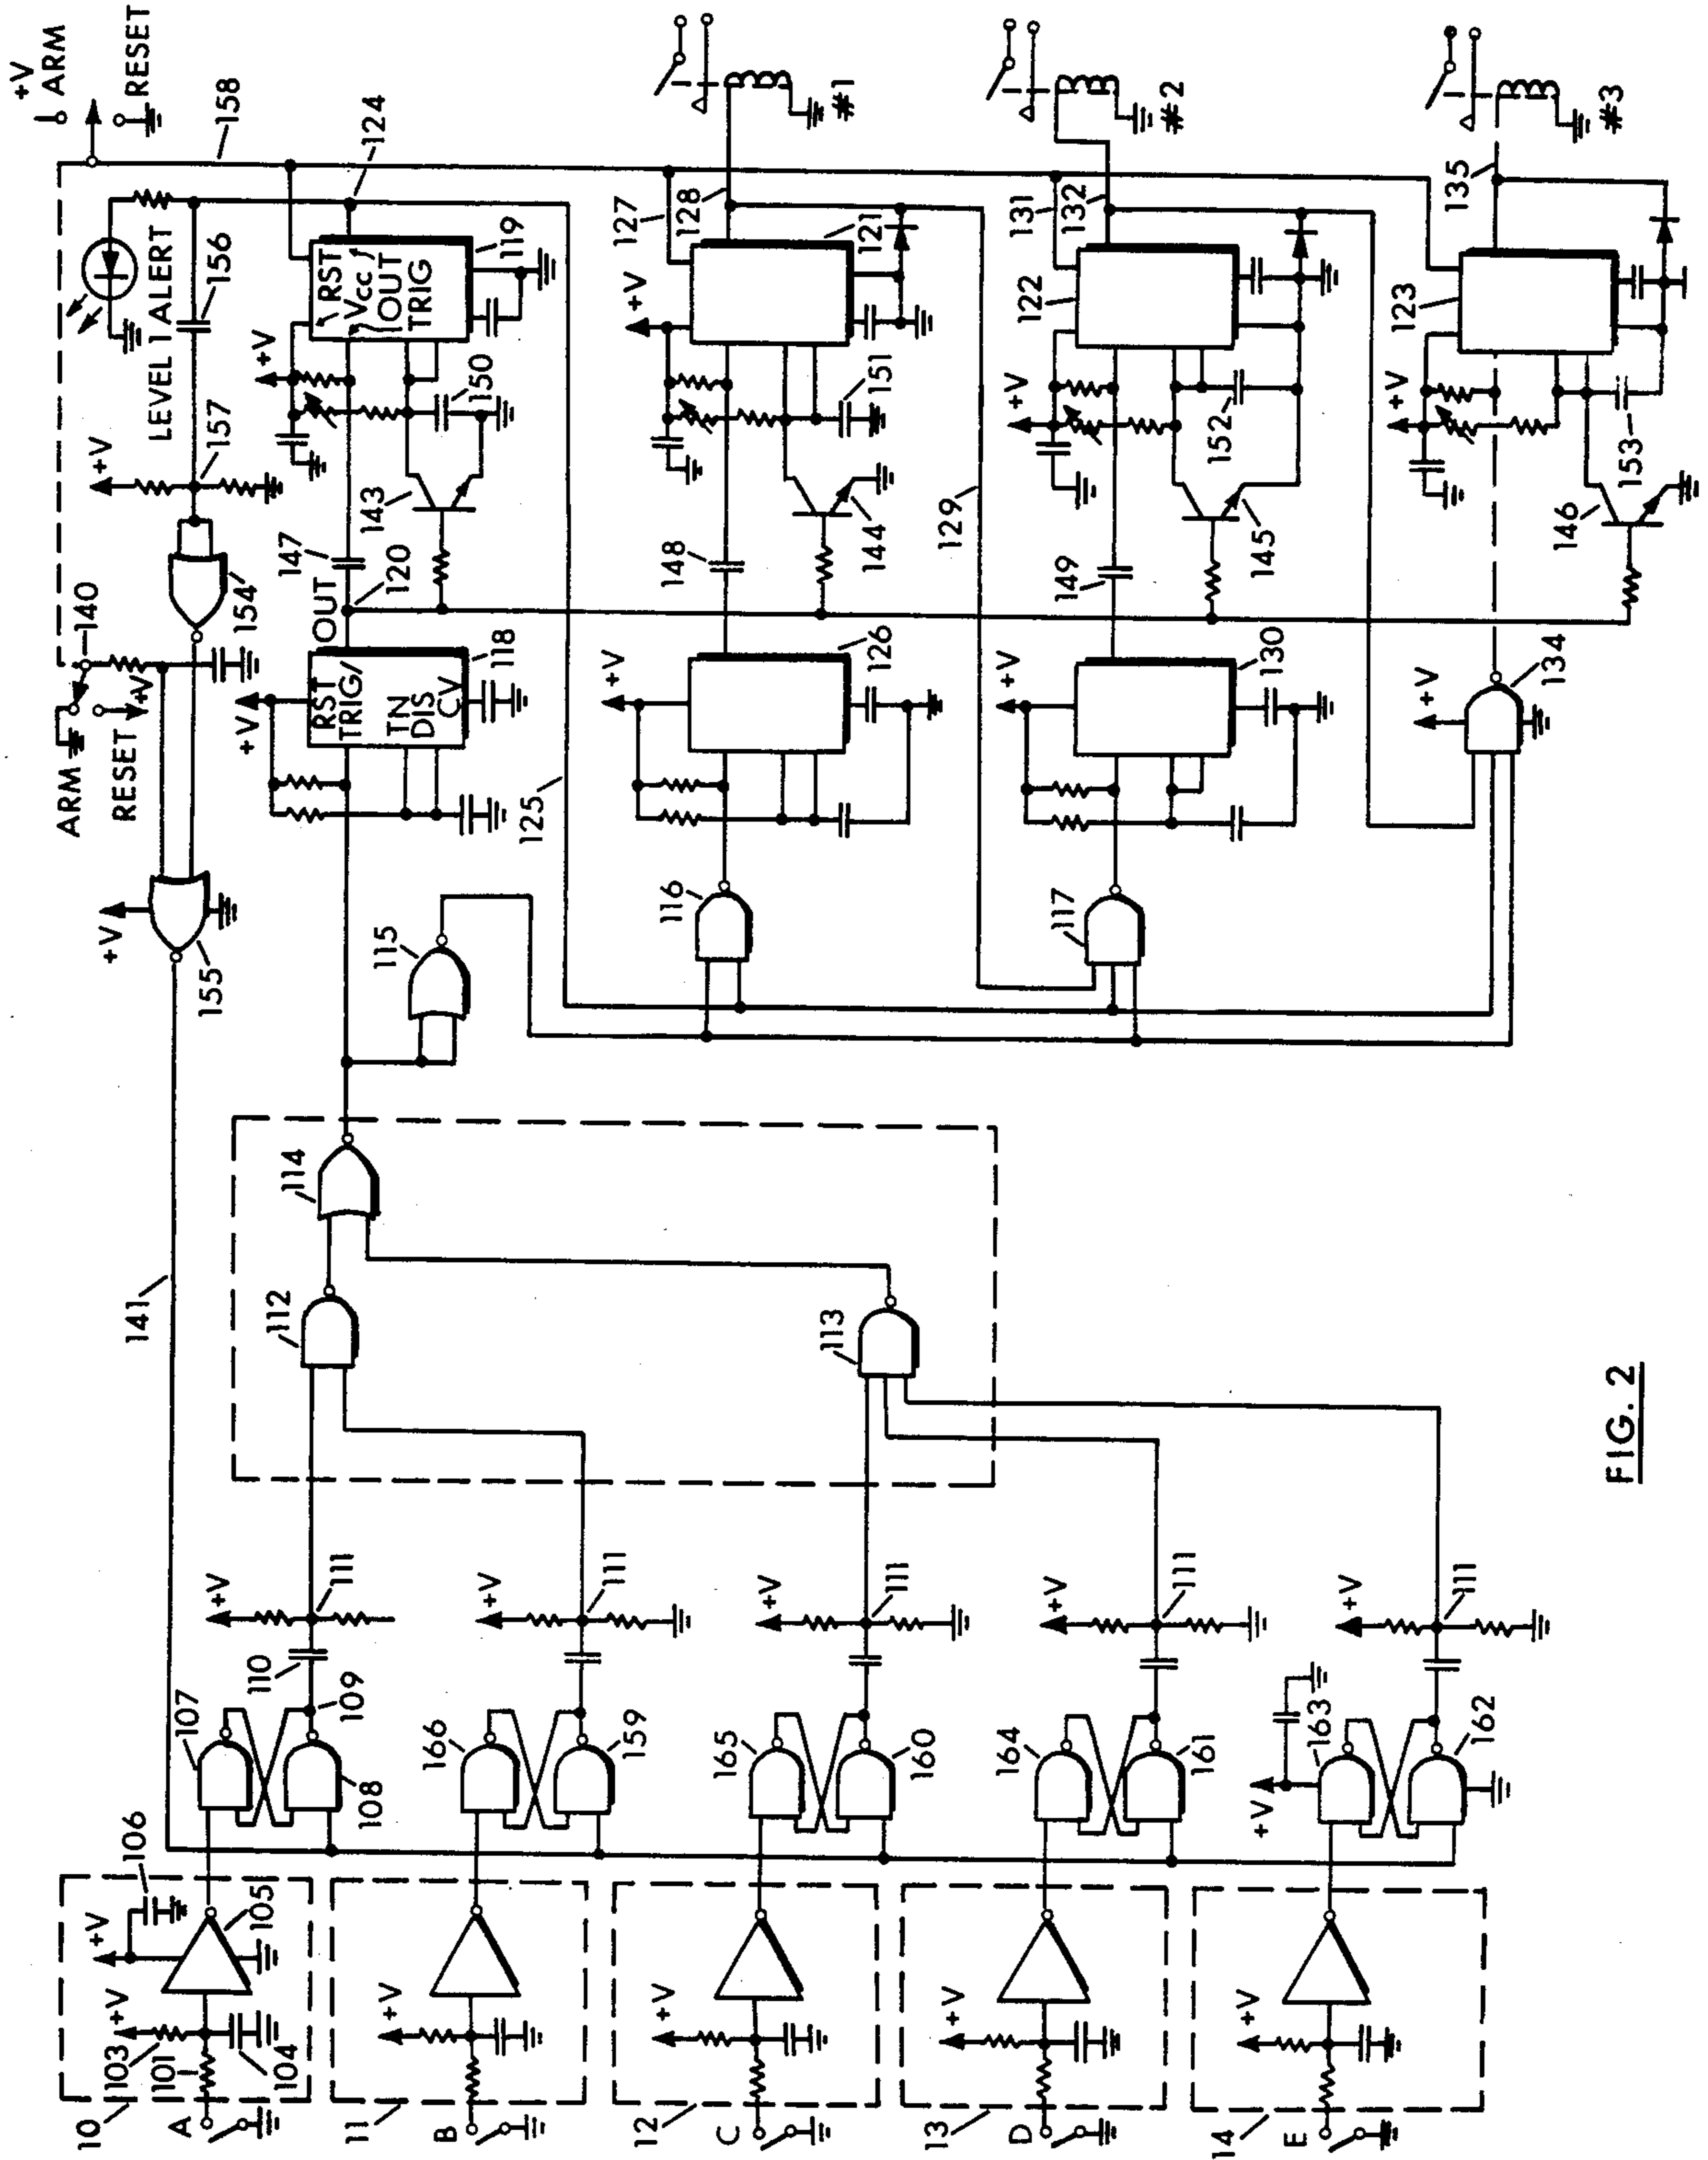 +V
ARM
RESET
158
124
LEVEL 1 ALERT
156
157
+V
140
154
ARM
RESET
+V
+V
155
141
RST
Vcc
OUT
TRIG
119
+V
150
143
147
120
OUT
RST
TRIG/
TN
DIS
CV
118
+V
125
115
114
112
113
127
128
#1
121
+V
151
144
148
126
+V
116
129
131
132
#2
122
+V
152
145
149
130
+V
117
135
#3
123
+V
153
146
134
+V
+V
111
110
109
107
108
+V
111
166
159
+V
111
165
160
+V
111
164
161
+V
111
+V
163
162
106
+V
105
+V
103
101
104
10
A
+V
11
B
+V
12
C
+V
13
D
+V
14
E
FIG. 2